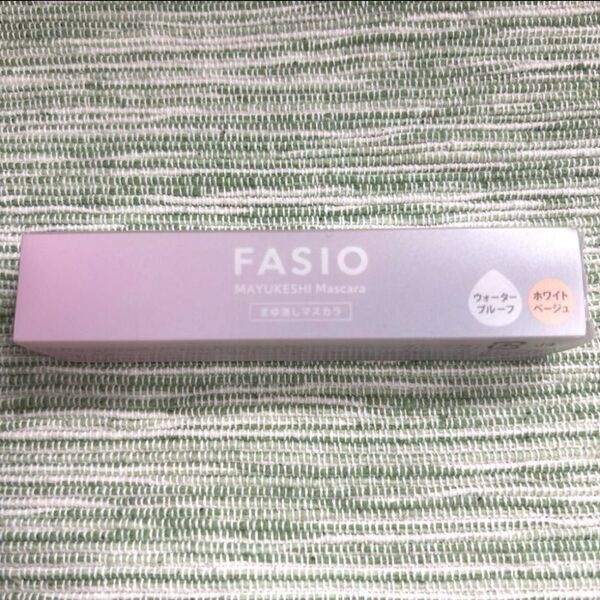 FASIO
MAYUKESHI Mascara
まゆ消しマスカラ
ウォーター
プルーフ
ホワイト
ベージュ